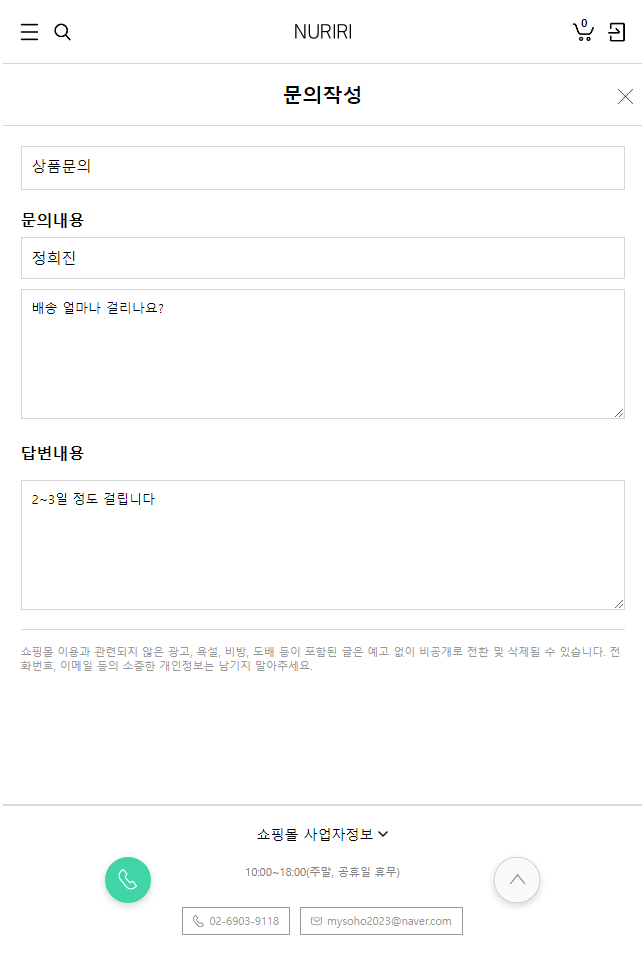 NURIRI
0
문의작성
상품문의
문의내용
정희진
배송 얼마나 걸리나요?
답변내용
2~3일 정도 걸립니다
쇼핑몰 이용과 관련되지 않은 광고, 욕설, 비방, 도배 등이 포함된 글은 예고 없이 비공개로 전환 및 삭제될 수 있습니다. 전
화번호, 이메일 등의 소중한 개인정보는 남기지 말아주세요.
쇼핑몰 사업자정보
10:00~18:00(주말, 공휴일 휴무)
02-6903-9118
mysoho2023@naver.com